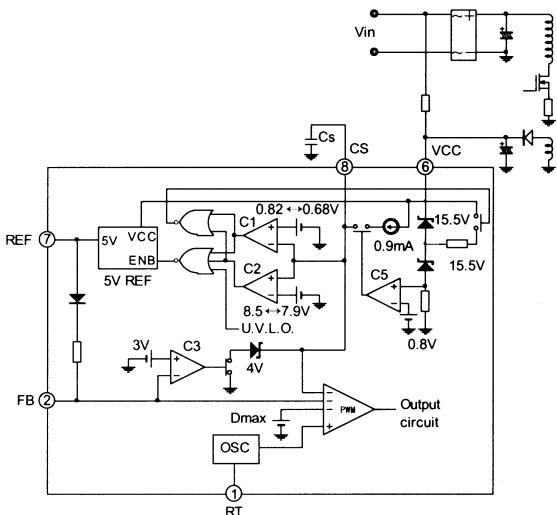 Vin
Cs
CS
VCC
8
6
0.82 ↔ 0.68V
C1
15.5V
REF
7
5V
VCC
ENB
5V REF
C2
0.9mA
15.5V
C5
8.5 ↔ 7.9V
U.V.L.O.
0.8V
3V
C3
4V
FB
2
Dmax
PWM
Output
circuit
OSC
1
RT
+
−
+
−
+
−
+
−
−
−
−
+
~
+
~
−